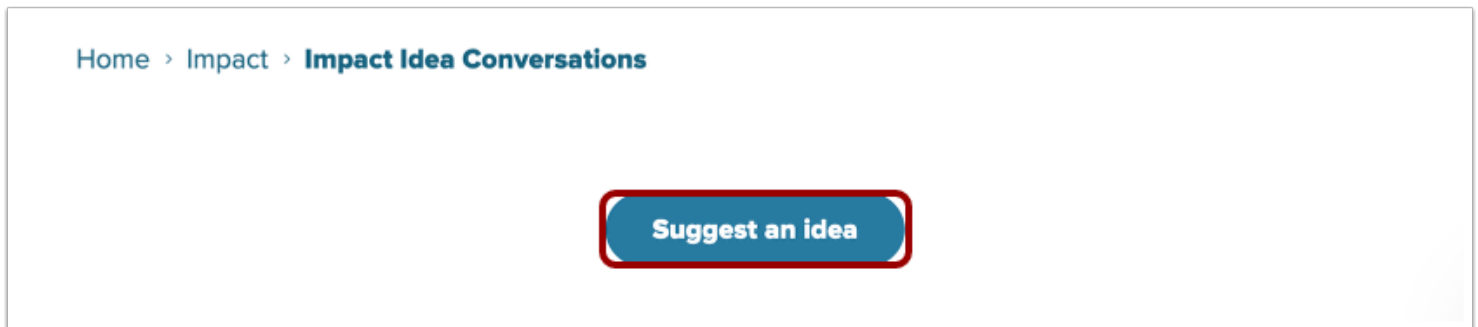 Home › Impact › Impact Idea Conversations
Suggest an idea